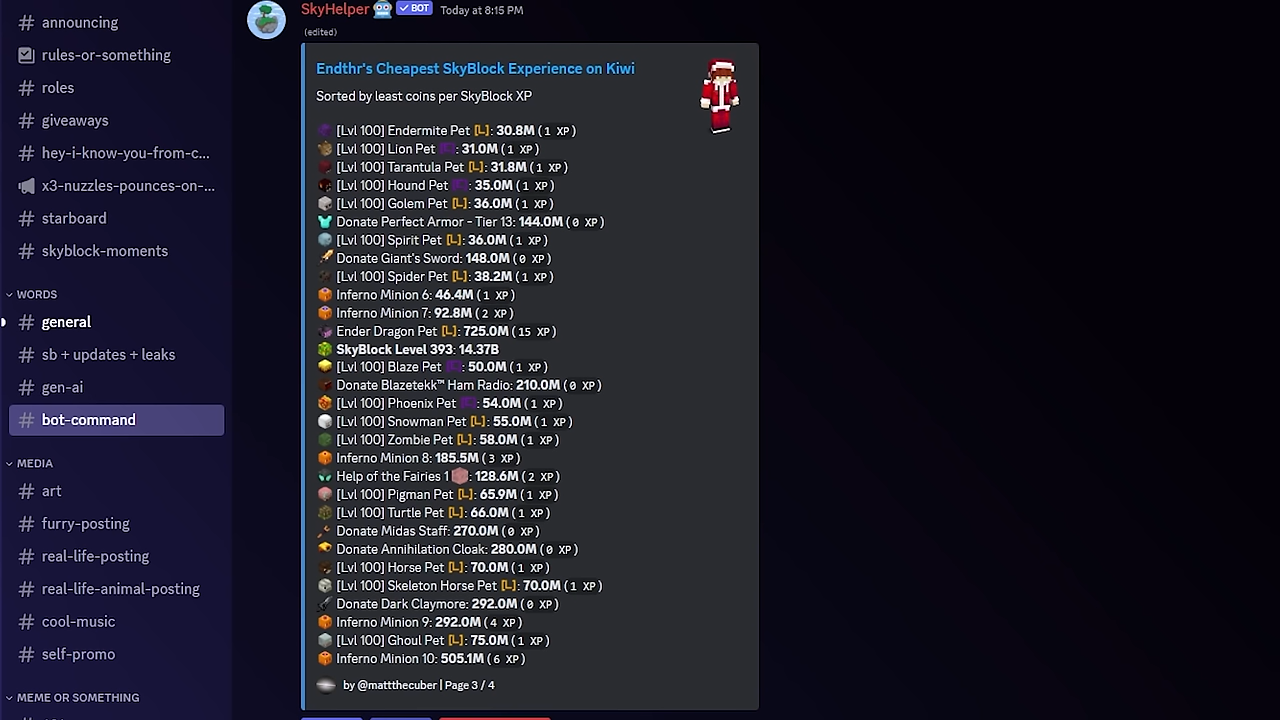 announcing
rules-or-something
roles
giveaways
hey-i-know-you-from-c...
x3-nuzzles-pounces-on-...
starboard
skyblock-moments
WORDS
general
sb + updates + leaks
gen-ai
bot-command
MEDIA
art
furry-posting
real-life-posting
real-life-animal-posting
cool-music
self-promo
MEME OR SOMETHING
SkyHelper BOT Today at 8:15 PM
(edited)
Endthr's Cheapest SkyBlock Experience on Kiwi
Sorted by least coins per SkyBlock XP
[Lvl 100] Endermite Pet [L]: 30.8M (1 XP)
[Lvl 100] Lion Pet : 31.0M (1 XP)
[Lvl 100] Tarantula Pet [L]: 31.8M (1 XP)
[Lvl 100] Hound Pet : 35.0M (1 XP)
[Lvl 100] Golem Pet [L]: 36.0M (1 XP)
Donate Perfect Armor - Tier 13: 144.0M (0 XP)
[Lvl 100] Spirit Pet [L]: 36.0M (1 XP)
Donate Giant's Sword: 148.0M (0 XP)
[Lvl 100] Spider Pet [L]: 38.2M (1 XP)
Inferno Minion 6: 46.4M (1 XP)
Inferno Minion 7: 92.8M (2 XP)
Ender Dragon Pet [L]: 725.0M (15 XP)
SkyBlock Level 393: 14.37B
[Lvl 100] Blaze Pet : 50.0M (1 XP)
Donate Blazetekk™ Ham Radio: 210.0M (0 XP)
[Lvl 100] Phoenix Pet : 54.0M (1 XP)
[Lvl 100] Snowman Pet [L]: 55.0M (1 XP)
[Lvl 100] Zombie Pet [L]: 58.0M (1 XP)
Inferno Minion 8: 185.5M (3 XP)
Help of the Fairies 1 : 128.6M (2 XP)
[Lvl 100] Pigman Pet [L]: 65.9M (1 XP)
[Lvl 100] Turtle Pet [L]: 66.0M (1 XP)
Donate Midas Staff: 270.0M (0 XP)
Donate Annihilation Cloak: 280.0M (0 XP)
[Lvl 100] Horse Pet [L]: 70.0M (1 XP)
[Lvl 100] Skeleton Horse Pet [L]: 70.0M (1 XP)
Donate Dark Claymore: 292.0M (0 XP)
Inferno Minion 9: 292.0M (4 XP)
[Lvl 100] Ghoul Pet [L]: 75.0M (1 XP)
Inferno Minion 10: 505.1M (6 XP)
by @mattthecuber | Page 3 / 4